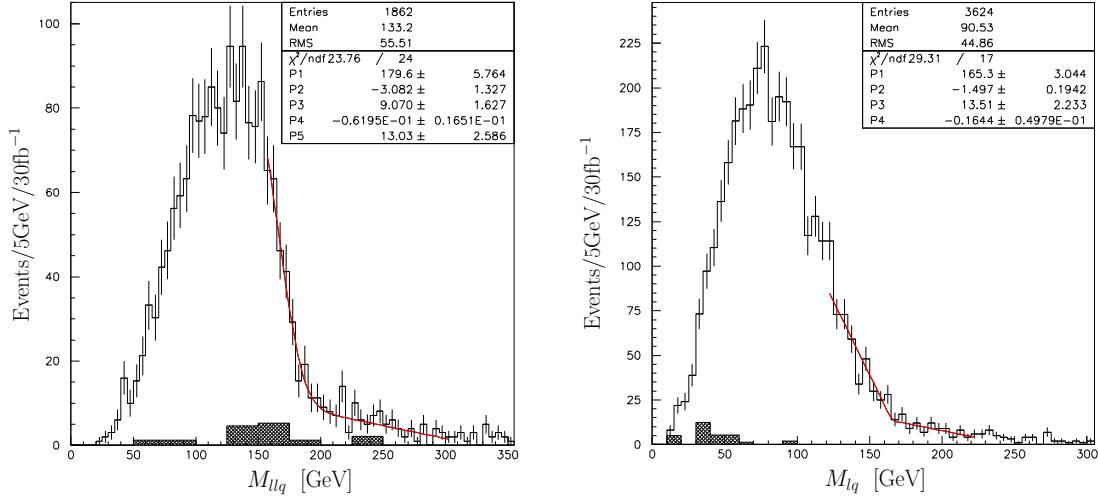 Entries 1862
Mean 133.2
RMS 55.51
χ²/ndf 23.76 / 24
P1 179.6 ± 5.764
P2 −3.082 ± 1.327
P3 9.070 ± 1.627
P4 −0.6195E−01 ± 0.1651E−01
P5 13.03 ± 2.586
Events/5GeV/30fb⁻¹
100
80
60
40
20
0
0 50 100 150 200 250 300 350
M_{llq} [GeV]
Entries 3624
Mean 90.53
RMS 44.86
χ²/ndf 29.31 / 17
P1 165.3 ± 3.044
P2 −1.497 ± 0.1942
P3 13.51 ± 2.233
P4 −0.1644 ± 0.4979E−01
Events/5GeV/30fb⁻¹
225
200
175
150
125
100
75
50
25
0
0 50 100 150 200 250 300
M_{lq} [GeV]